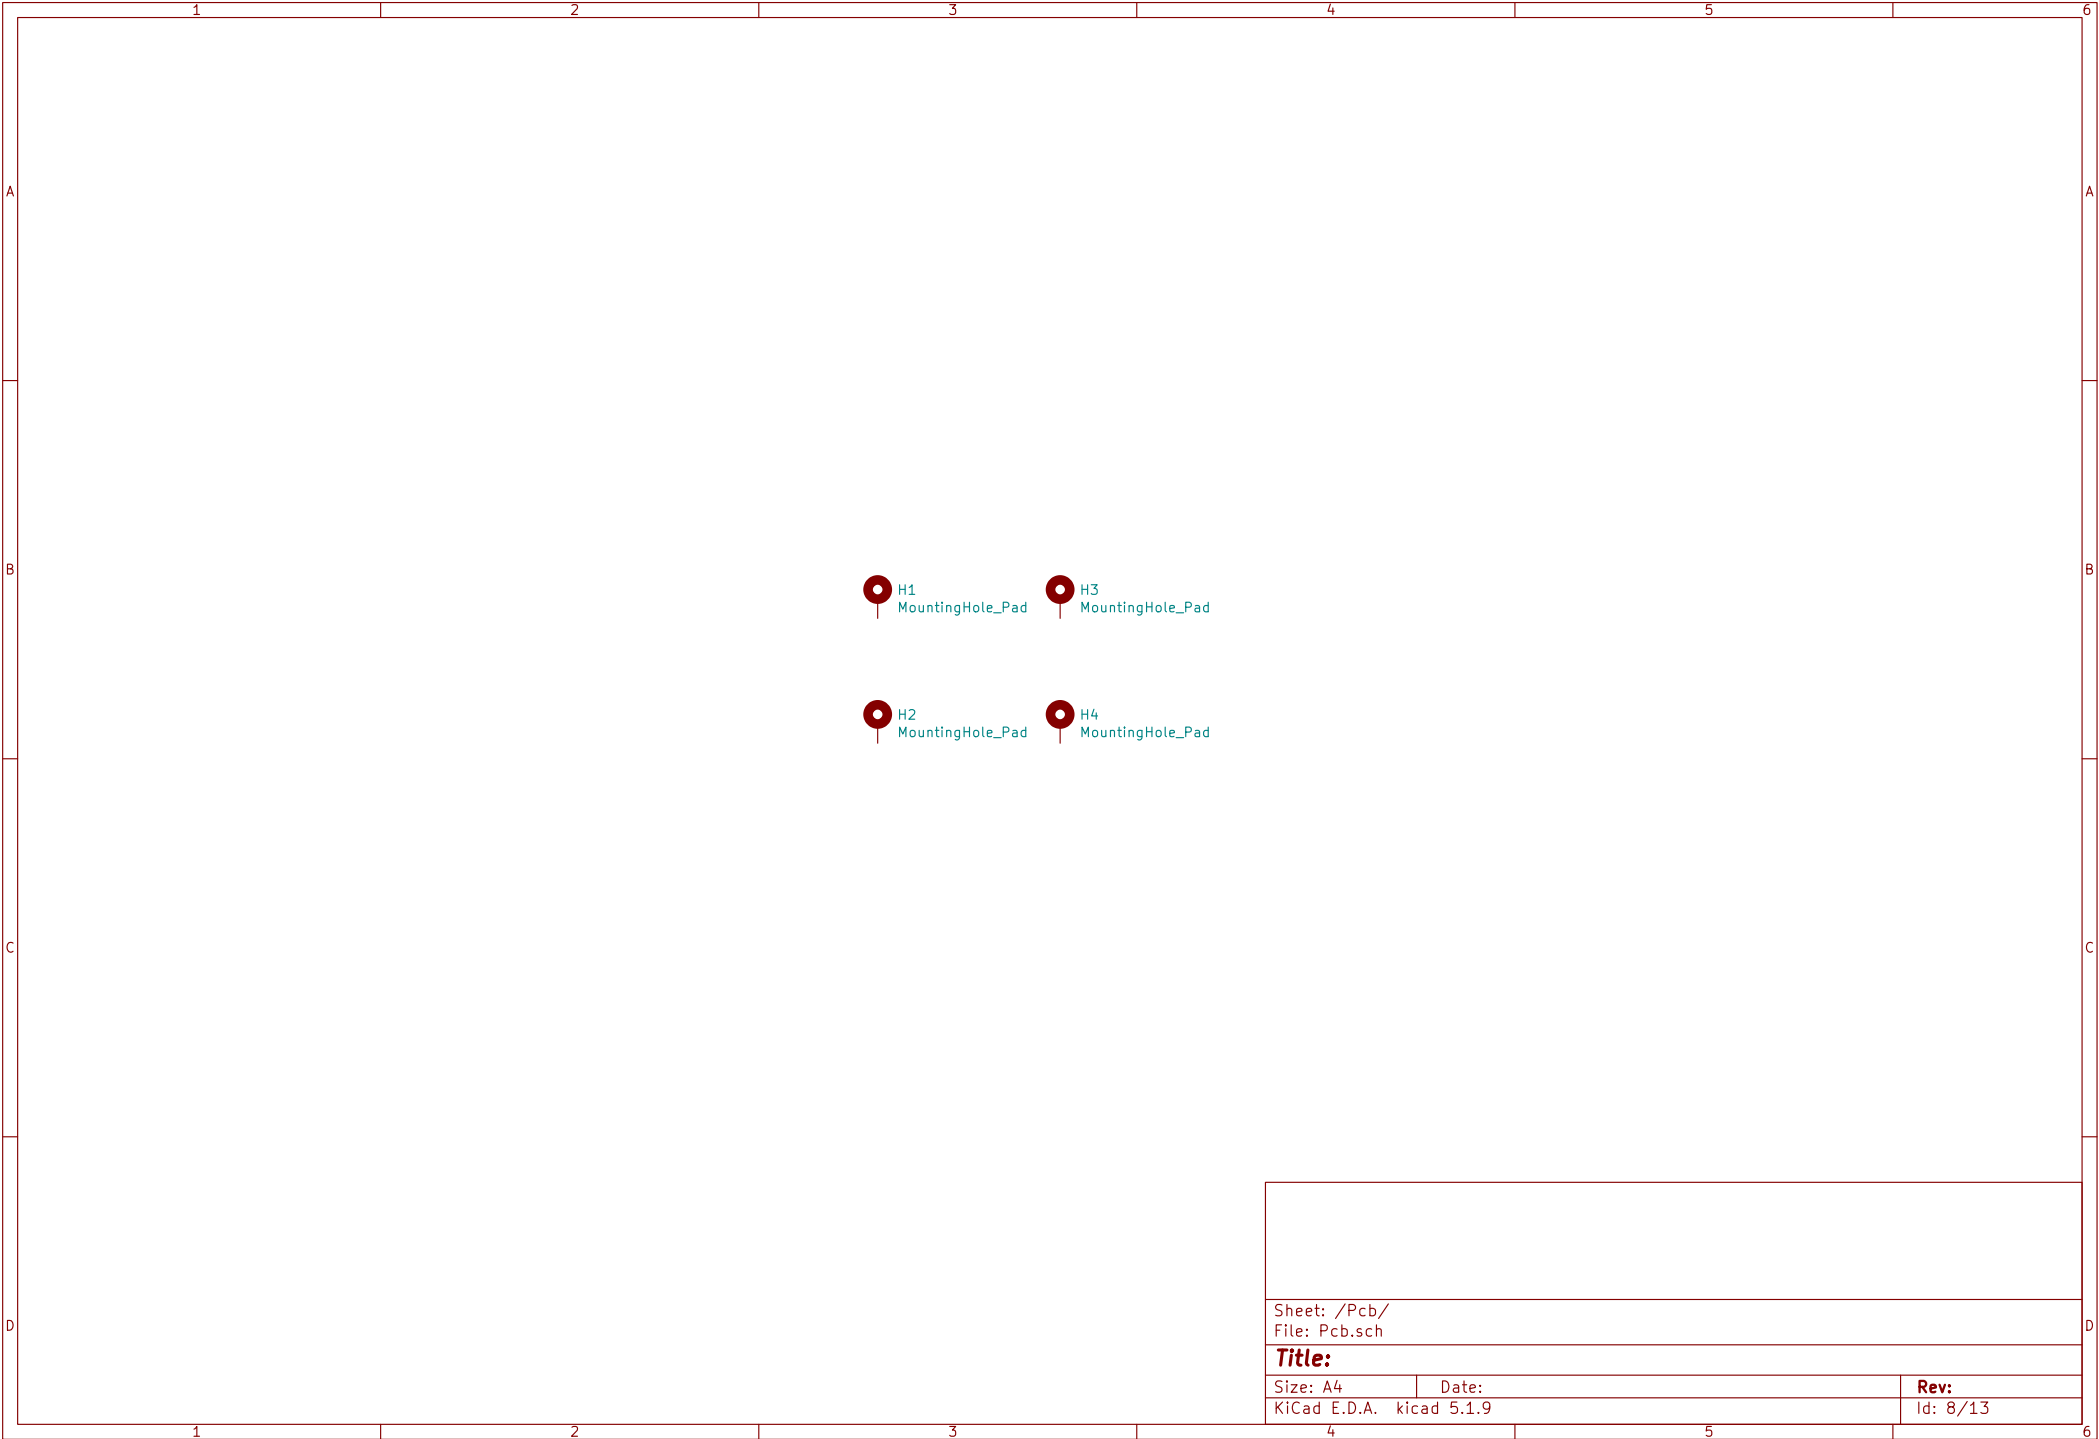 1 2 3 4 5 6
A A
B B
H1 H3
MountingHole_Pad MountingHole_Pad
H2 H4
MountingHole_Pad MountingHole_Pad
C C
Sheet: /Pcb/
File: Pcb.sch
D D
Title:
Size: A4 Date: Rev:
KiCad E.D.A. kicad 5.1.9 Id: 8/13
1 2 3 4 5 6